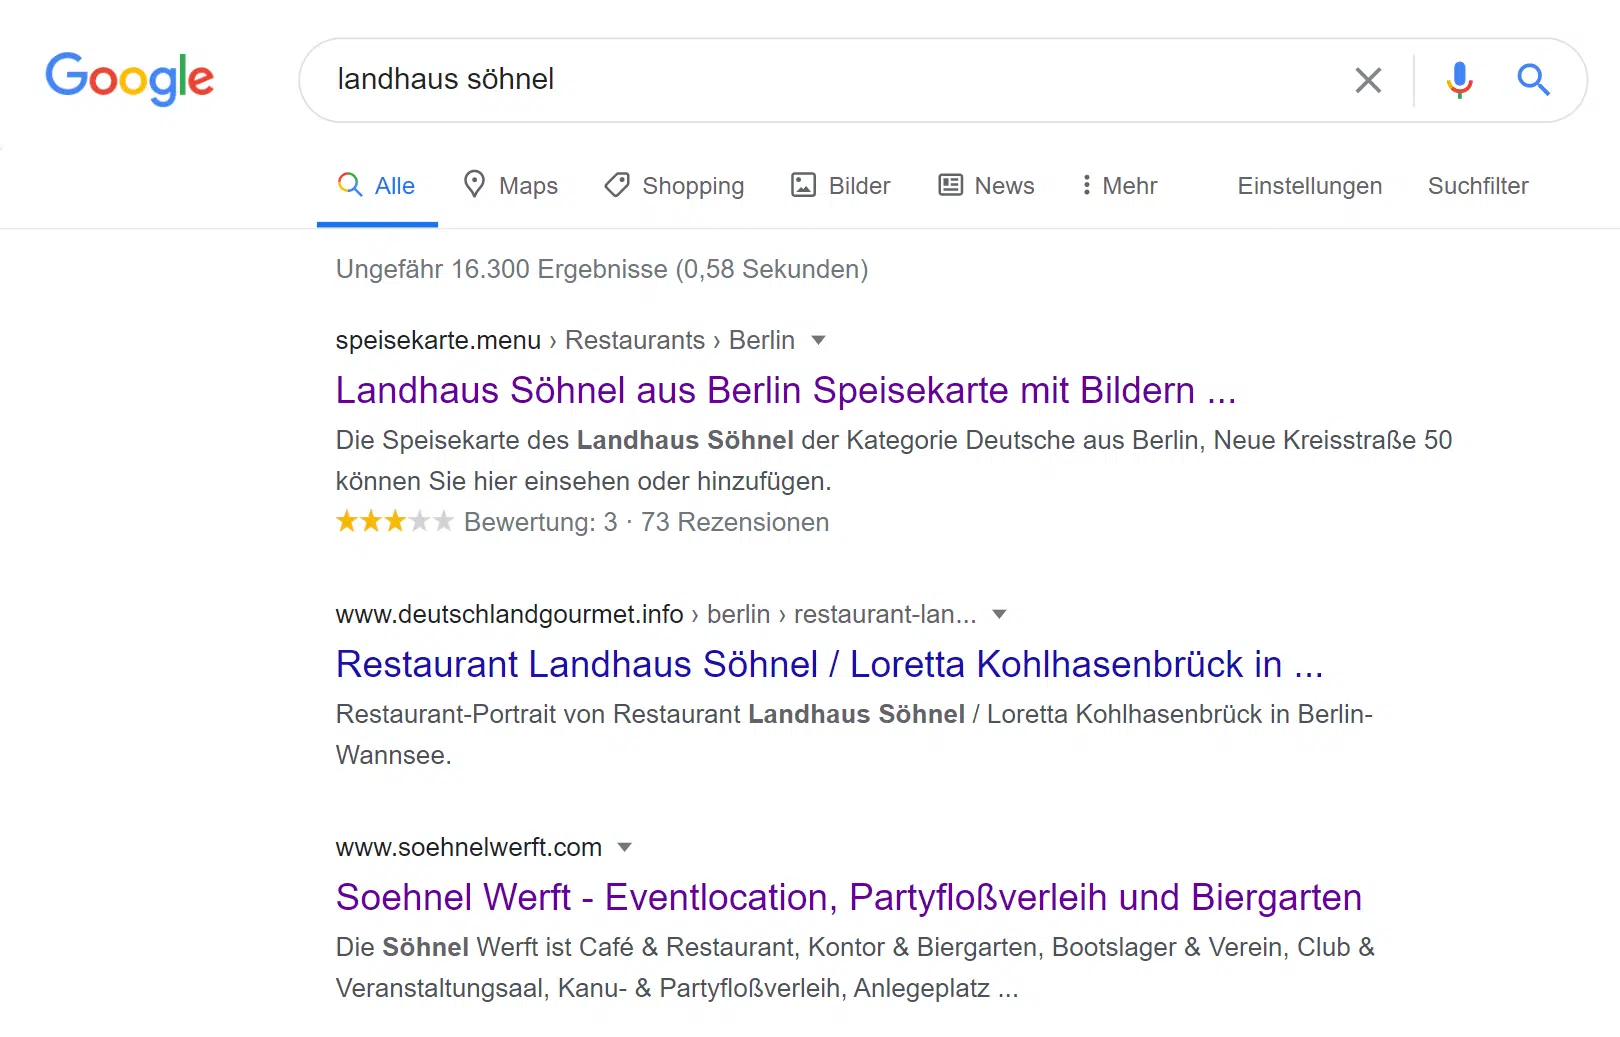 Google
landhaus söhnel
Alle Maps Shopping Bilder News Mehr Einstellungen Suchfilter
Ungefähr 16.300 Ergebnisse (0,58 Sekunden)
speisekarte.menu › Restaurants › Berlin
Landhaus Söhnel aus Berlin Speisekarte mit Bildern ...
Die Speisekarte des Landhaus Söhnel der Kategorie Deutsche aus Berlin, Neue Kreisstraße 50
können Sie hier einsehen oder hinzufügen.
Bewertung: 3 · 73 Rezensionen
www.deutschlandgourmet.info › berlin › restaurant-lan...
Restaurant Landhaus Söhnel / Loretta Kohlhasenbrück in ...
Restaurant-Portrait von Restaurant Landhaus Söhnel / Loretta Kohlhasenbrück in Berlin-
Wannsee.
www.soehnelwerft.com
Soehnel Werft - Eventlocation, Partyfloßverleih und Biergarten
Die Söhnel Werft ist Café & Restaurant, Kontor & Biergarten, Bootslager & Verein, Club &
Veranstaltungsaal, Kanu- & Partyfloßverleih, Anlegeplatz ...